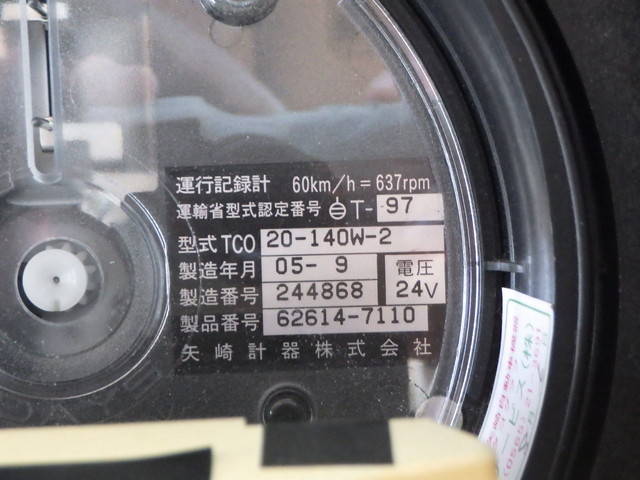 運行記録計 60km/h=637rpm
運輸省型式認定番号 T-97
型式TCO 20-140W-2
製造年月 05-9
電圧
製造番号 244868
24V
製品番号 62614-7110
矢崎計器株式会社